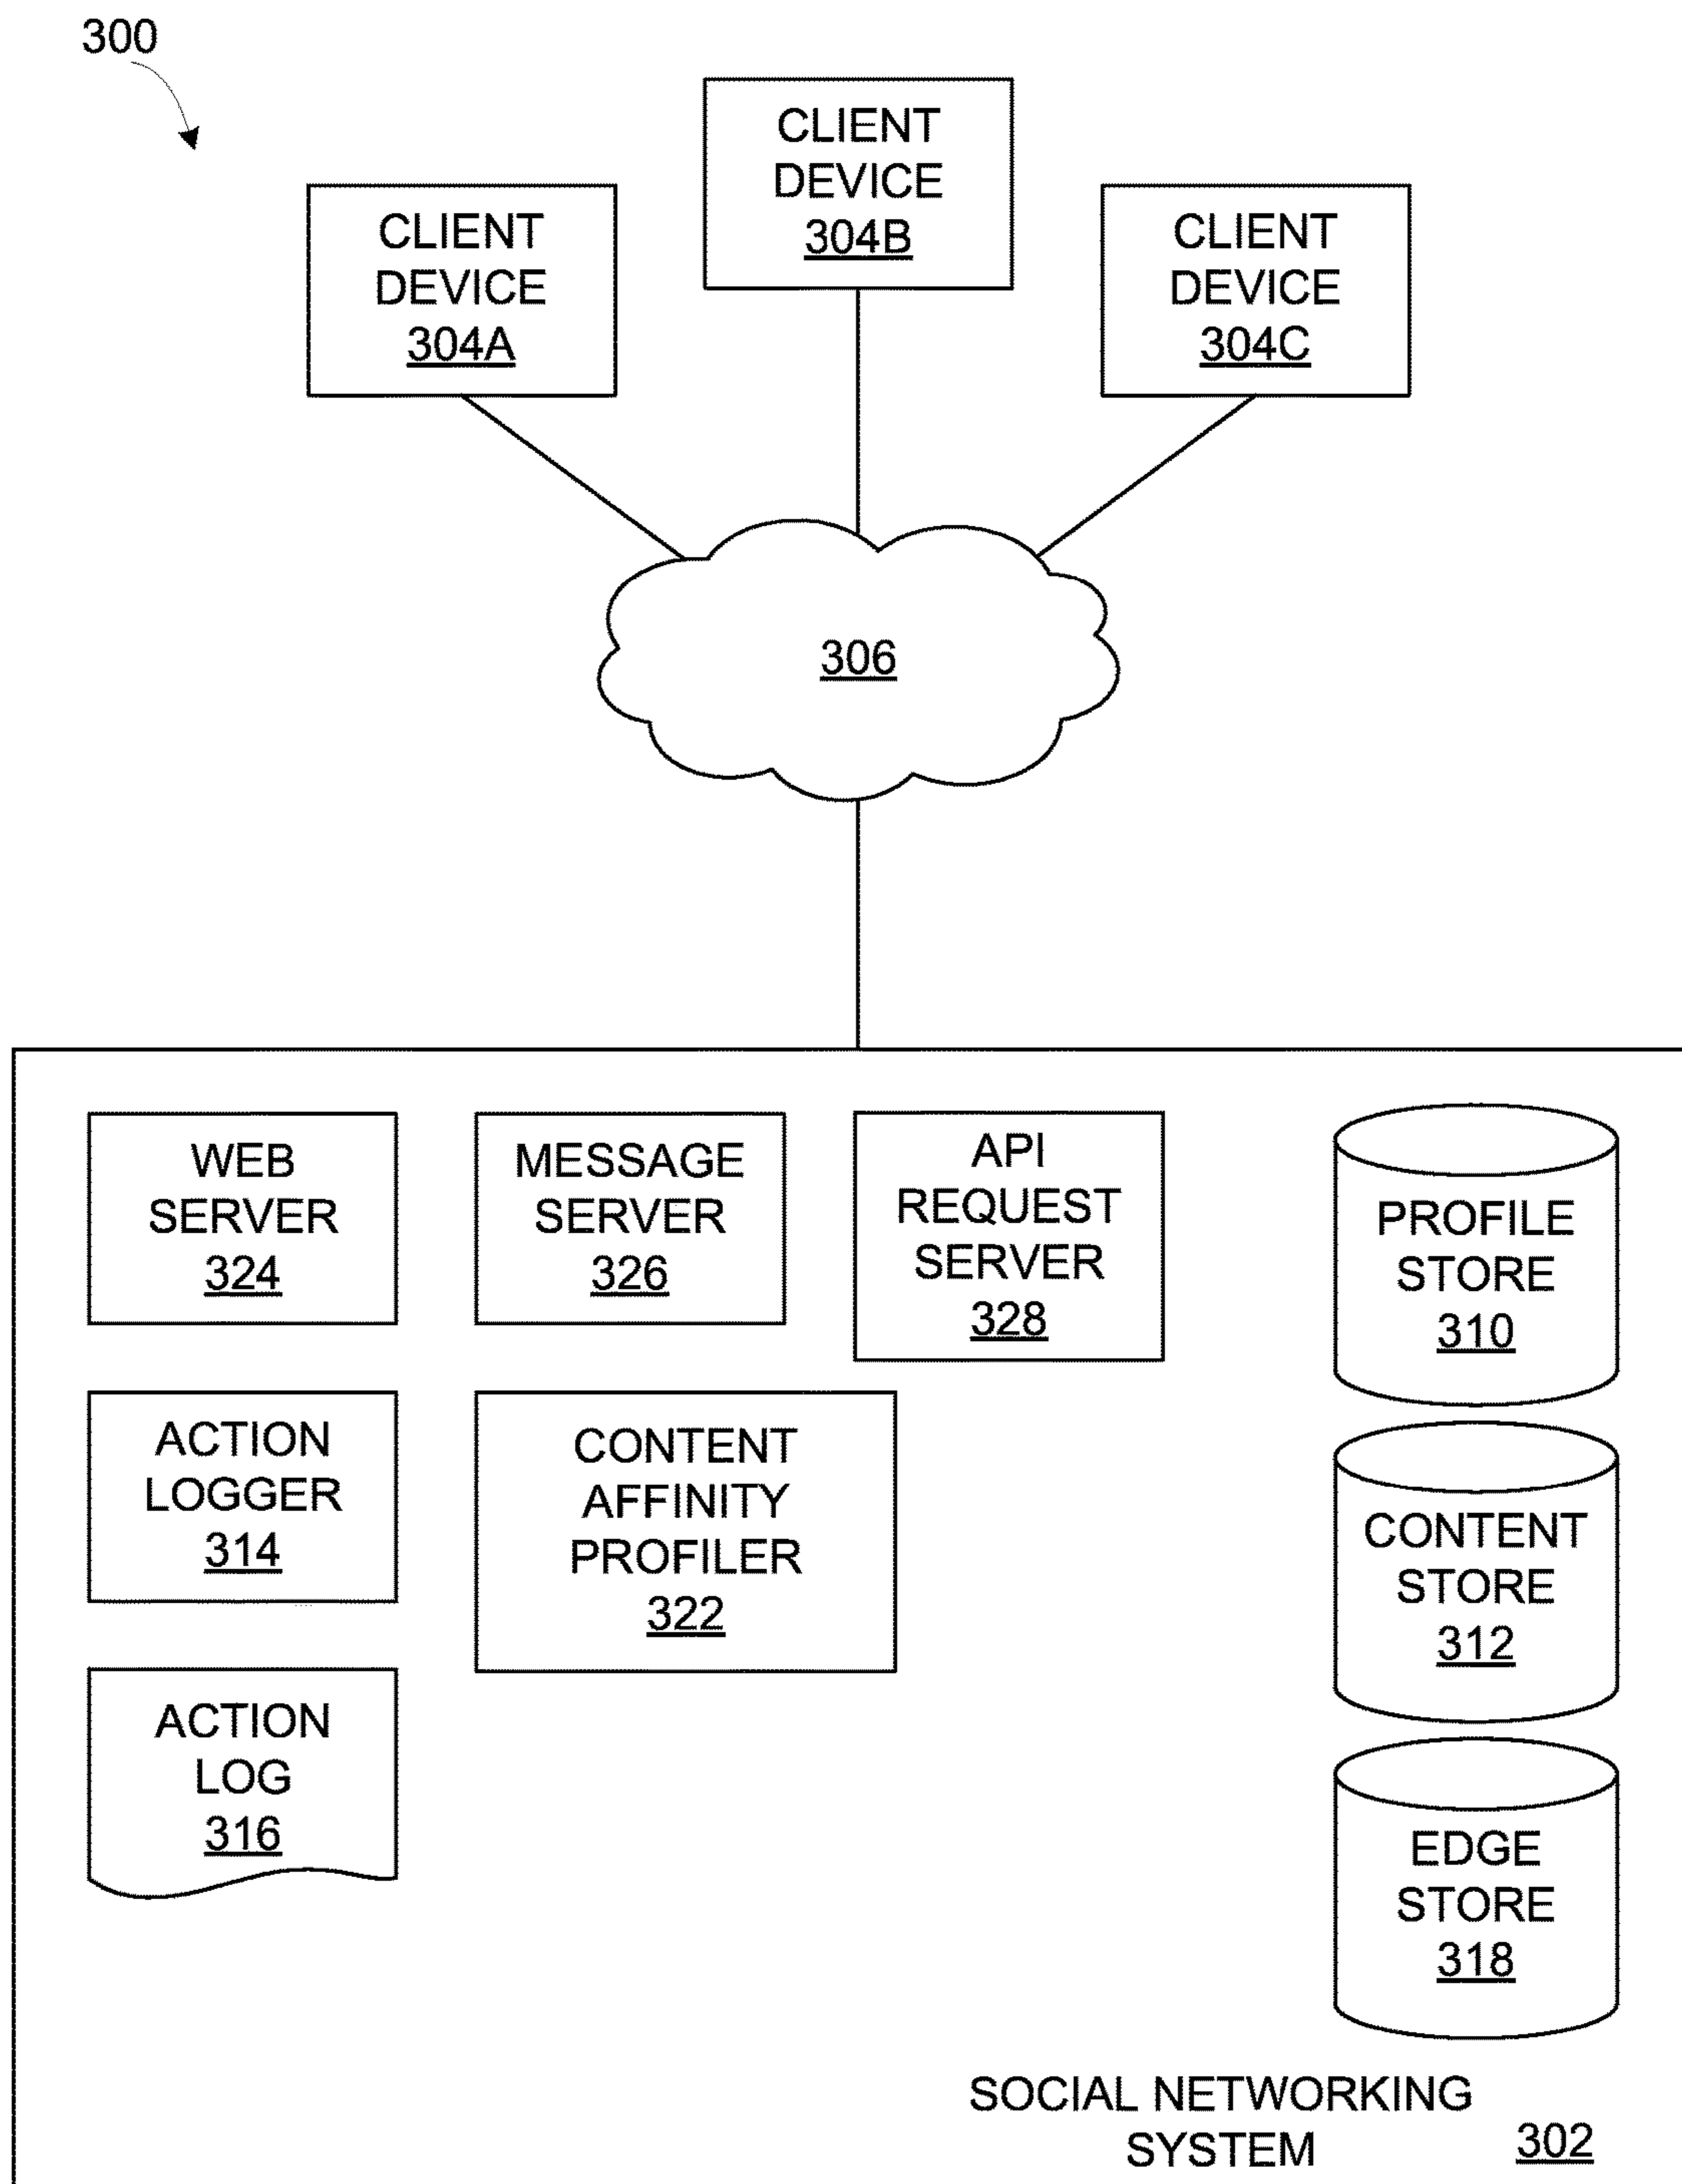 300
CLIENT
DEVICE
304A
CLIENT
DEVICE
304B
CLIENT
DEVICE
304C
306
WEB
SERVER
324
MESSAGE
SERVER
326
API
REQUEST
SERVER
328
PROFILE
STORE
310
ACTION
LOGGER
314
CONTENT
AFFINITY
PROFILER
322
CONTENT
STORE
312
ACTION
LOG
316
EDGE
STORE
318
SOCIAL NETWORKING
SYSTEM 302